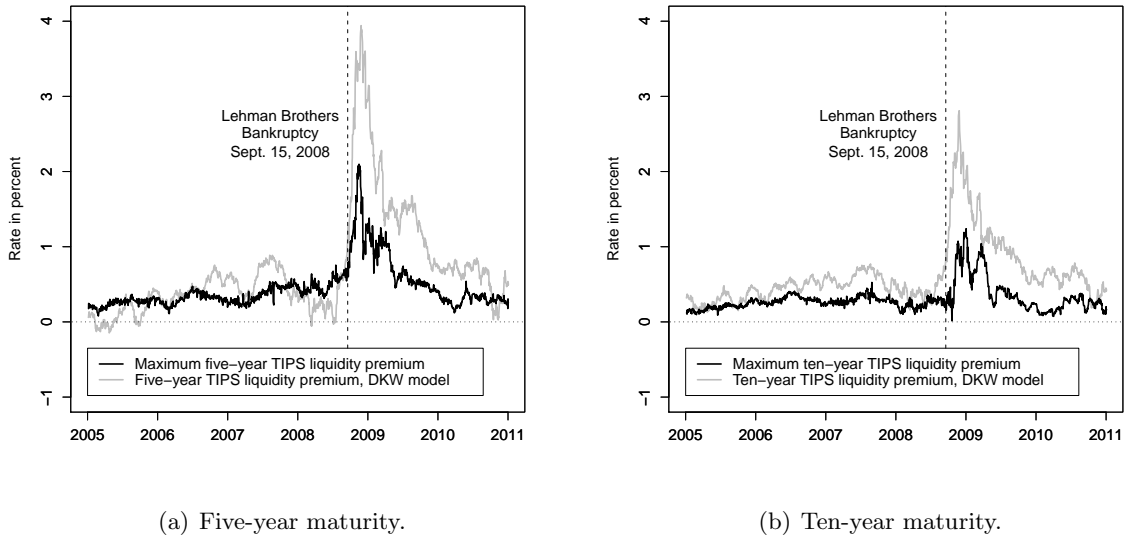 Rate in percent
4
3
2
1
0
−1
Lehman Brothers
Bankruptcy
Sept. 15, 2008
Maximum five−year TIPS liquidity premium
Five−year TIPS liquidity premium, DKW model
2005 2006 2007 2008 2009 2010 2011
(a) Five-year maturity.
Rate in percent
4
3
2
1
0
−1
Lehman Brothers
Bankruptcy
Sept. 15, 2008
Maximum ten−year TIPS liquidity premium
Ten−year TIPS liquidity premium, DKW model
2005 2006 2007 2008 2009 2010 2011
(b) Ten-year maturity.